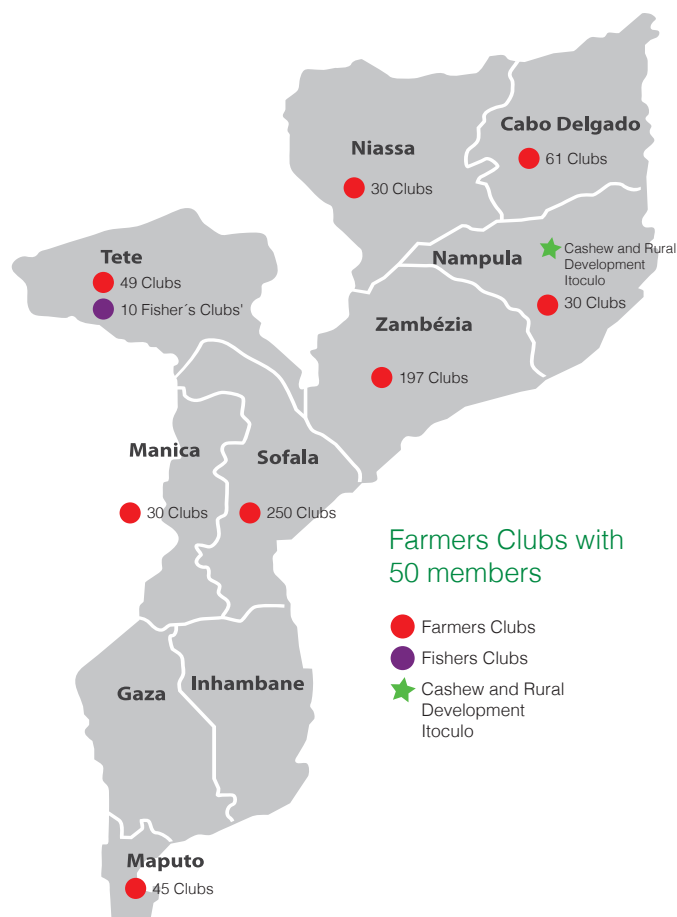 Cabo Delgado
61 Clubs
Niassa
30 Clubs
Cashew and Rural
Development
Itoculo
Nampula
30 Clubs
Tete
49 Clubs
10 Fisher´s Clubs'
Zambézia
197 Clubs
Manica
30 Clubs
Sofala
250 Clubs
Farmers Clubs with
50 members
Farmers Clubs
Fishers Clubs
Cashew and Rural
Development
Itoculo
Gaza
Inhambane
Maputo
45 Clubs